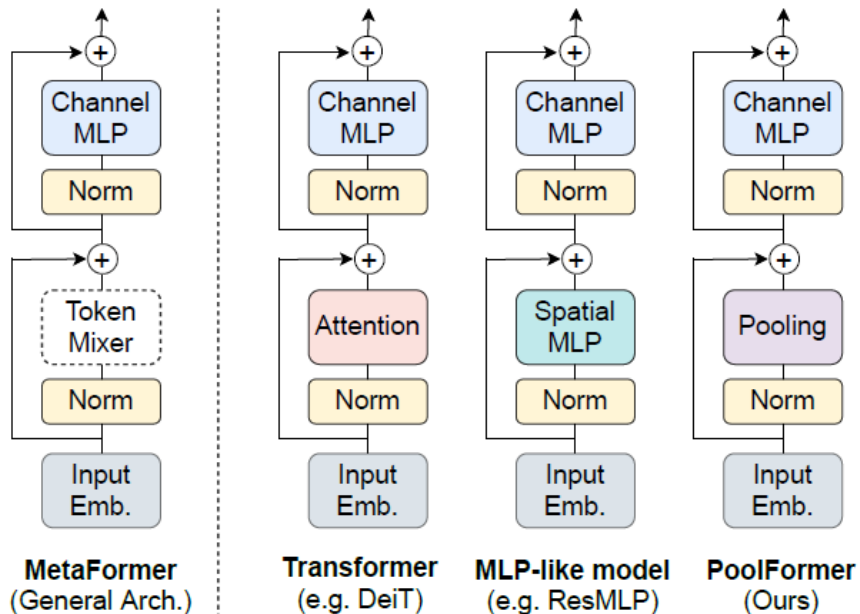 +
Channel
MLP
Norm
+
Token
Mixer
Norm
Input
Emb.
MetaFormer
(General Arch.)
+
Channel
MLP
Norm
+
Attention
Norm
Input
Emb.
Transformer
(e.g. DeiT)
+
Channel
MLP
Norm
+
Spatial
MLP
Norm
Input
Emb.
MLP-like model
(e.g. ResMLP)
+
Channel
MLP
Norm
+
Pooling
Norm
Input
Emb.
PoolFormer
(Ours)